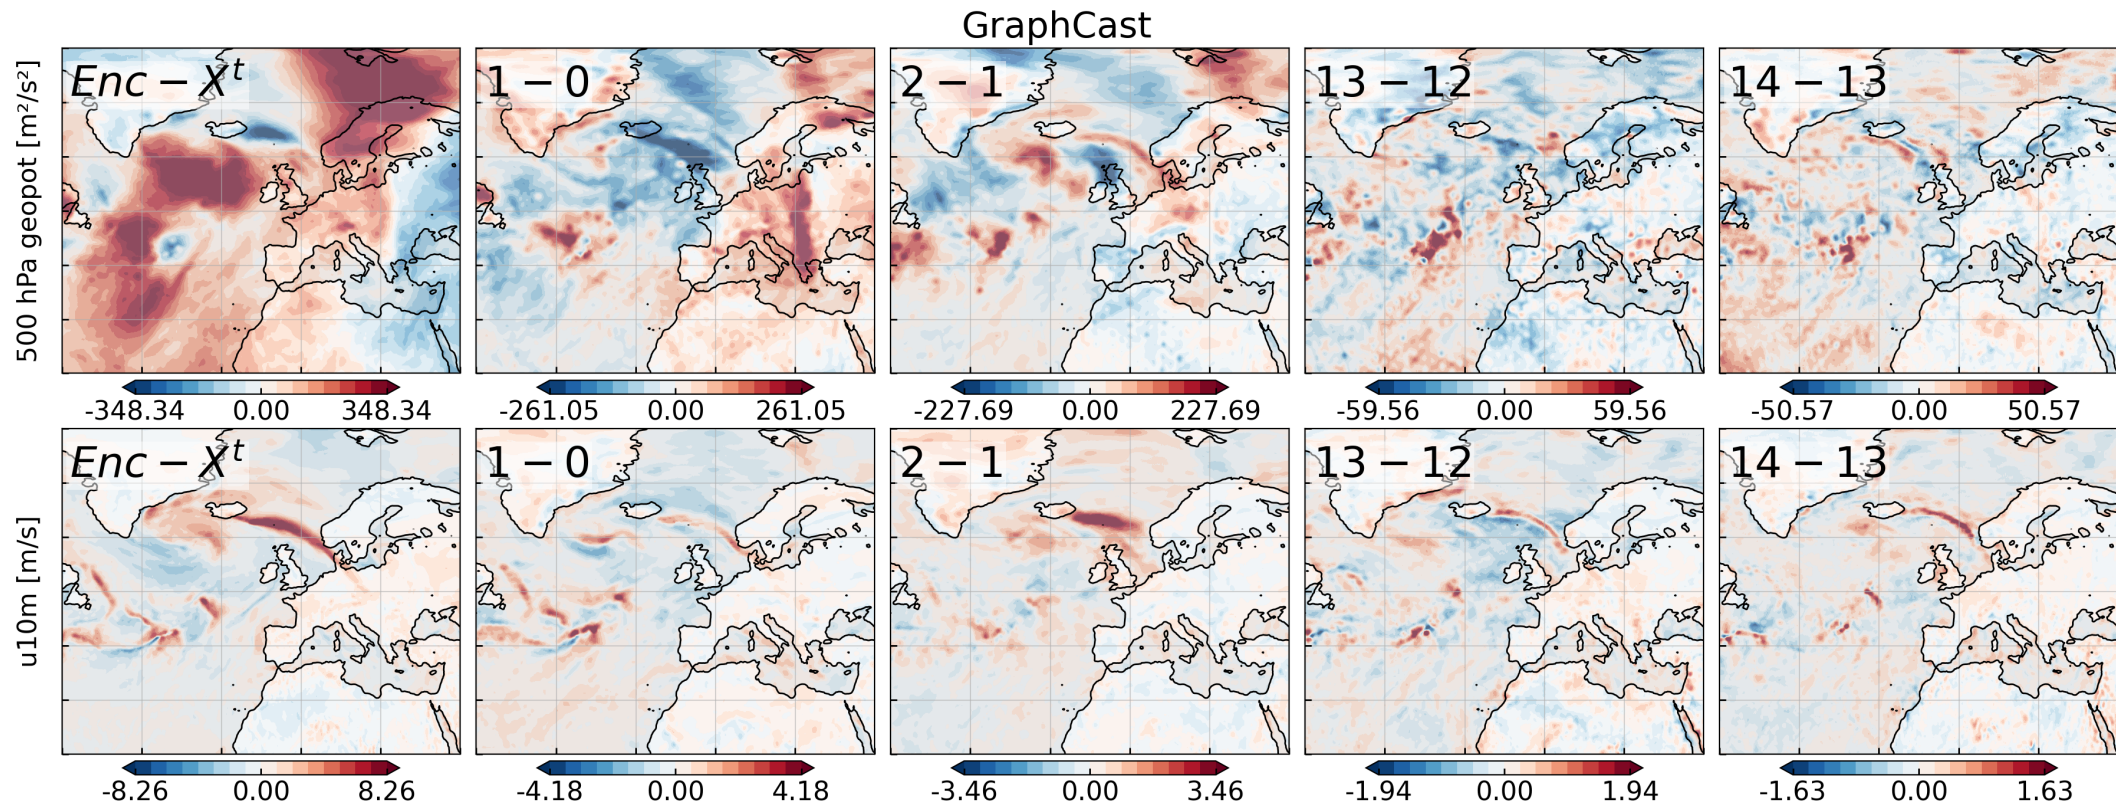 GraphCast
500 hPa geopot [m²/s²]
Enc − Xᵗ
1 − 0
2 − 1
13 − 12
14 − 13
-348.34 0.00 348.34
-261.05 0.00 261.05
-227.69 0.00 227.69
-59.56 0.00 59.56
-50.57 0.00 50.57
u10m [m/s]
Enc − Xᵗ
1 − 0
2 − 1
13 − 12
14 − 13
-8.26 0.00 8.26
-4.18 0.00 4.18
-3.46 0.00 3.46
-1.94 0.00 1.94
-1.63 0.00 1.63